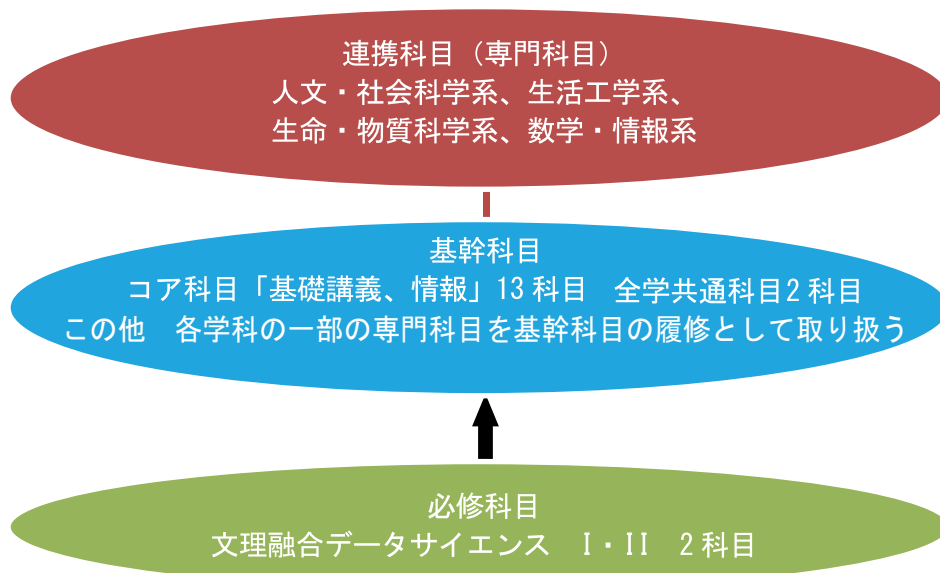 連携科目（専門科目）
人文・社会科学系、生活工学系、
生命・物質科学系、数学・情報系
基幹科目
コア科目「基礎講義、情報」13科目　全学共通科目2科目
この他　各学科の一部の専門科目を基幹科目の履修として取り扱う
必修科目
文理融合データサイエンス　I・II　2科目